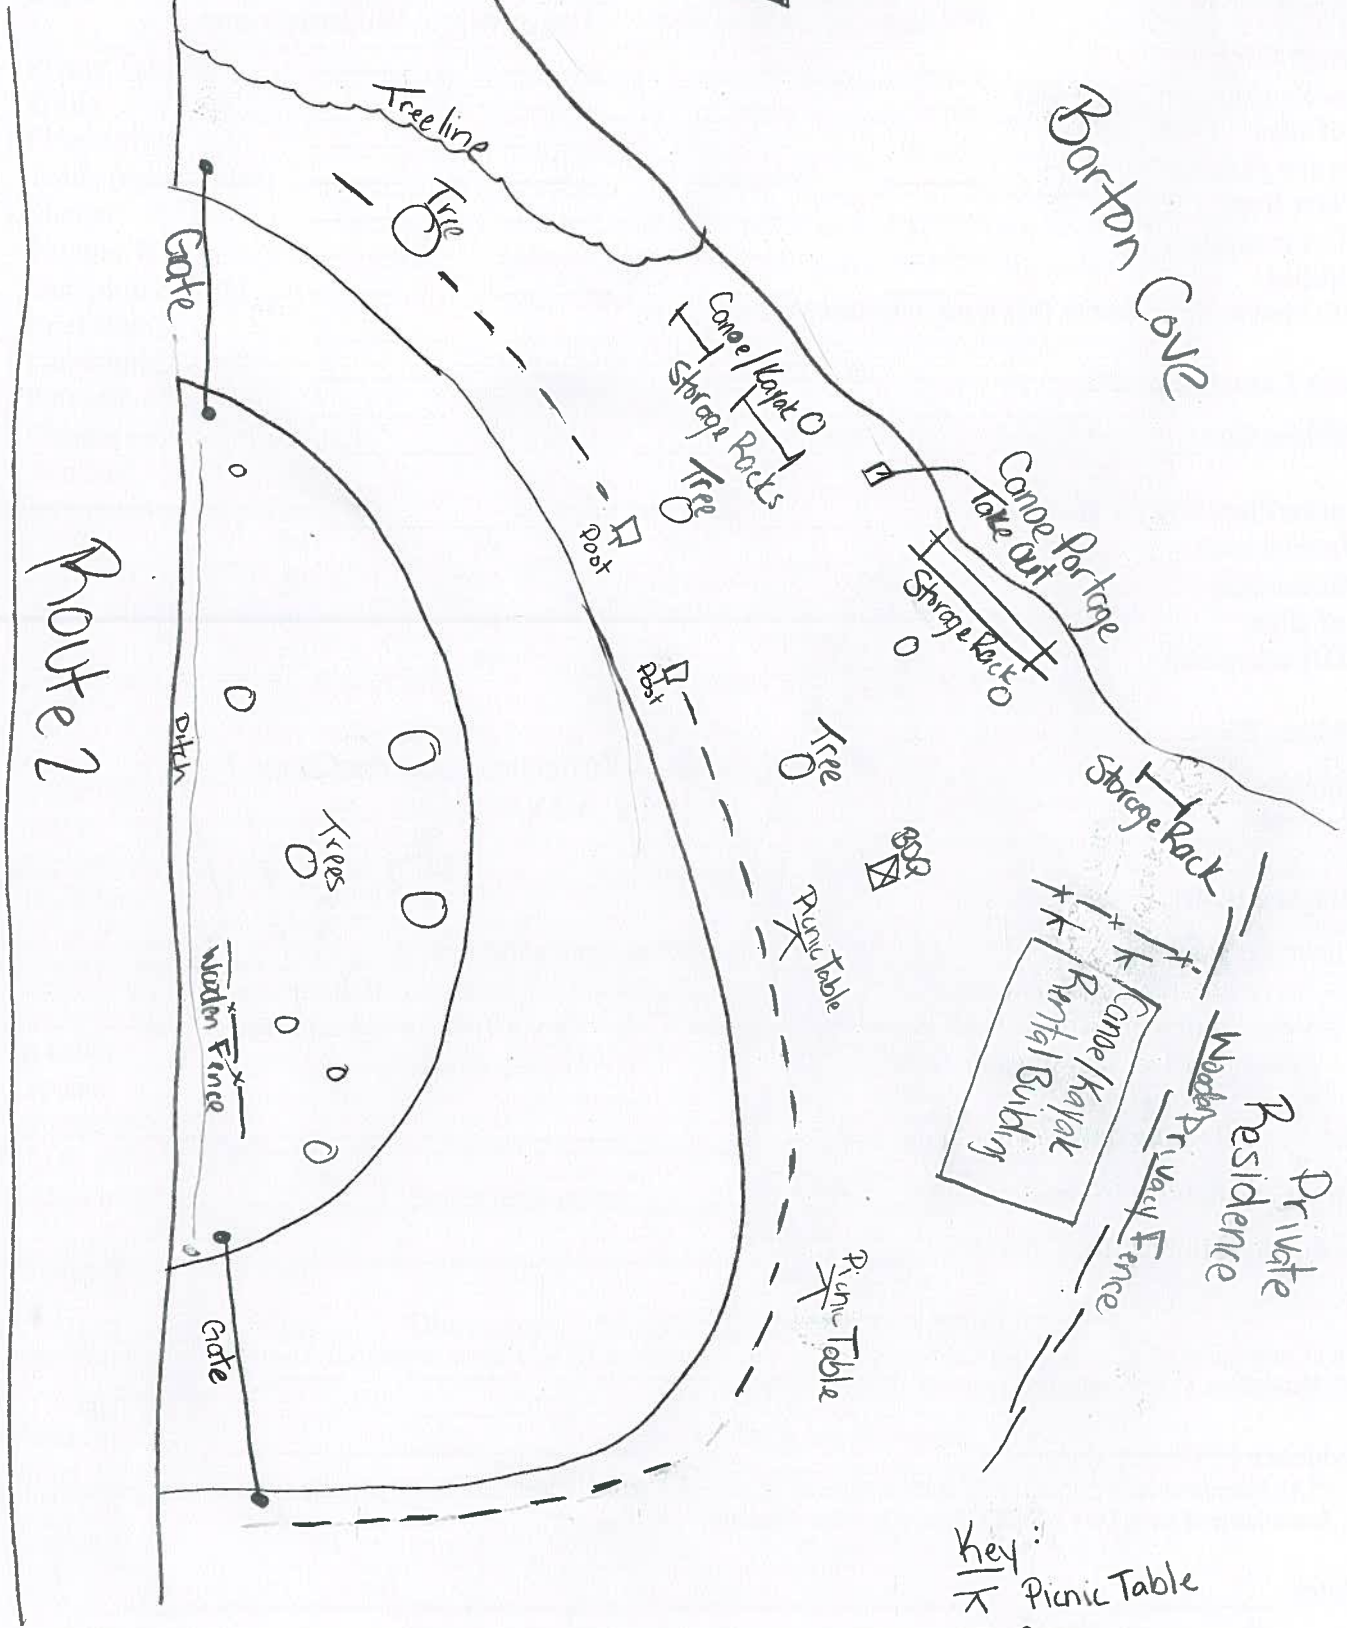 Barton Cove
Treeline
Tree
Gate
Canoe/Kayak
Storage Racks
Tree
Post
Canoe Portage
Take Out
Storage Rack
Route 2
Post
Ditch
Tree
Storage Rack
BBQ
Trees
Picnic Table
Wooden Fence
Canoe/Kayak
Rental Building
Wooden Privacy Fence
Private
Residence
Picnic Table
Gate
Key:
Picnic Table